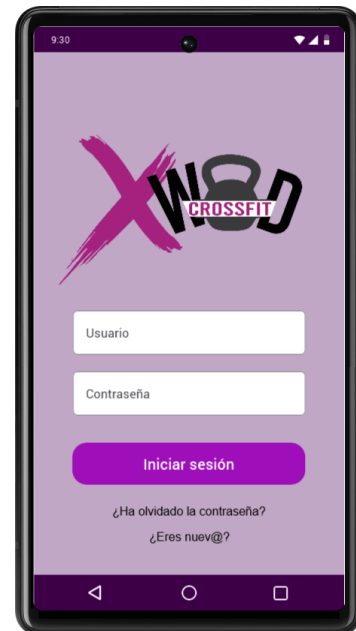 9:30
XWOD
CROSSFIT
Usuario
Contraseña
Iniciar sesión
¿Ha olvidado la contraseña?
¿Eres nuev@?